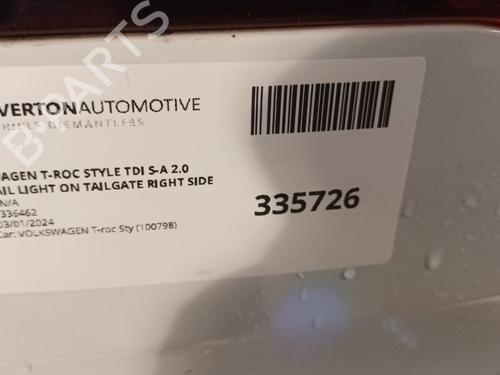 B-PARTS
VERTONAUTOMOTIVE
DISMANTLERS
AGEN T-ROC STYLE TDI S-A 2.0
AIL LIGHT ON TAILGATE RIGHT SIDE
N/A
336462
03/01/2024
Car: VOLKSWAGEN T-roc Sty (100798)
335726